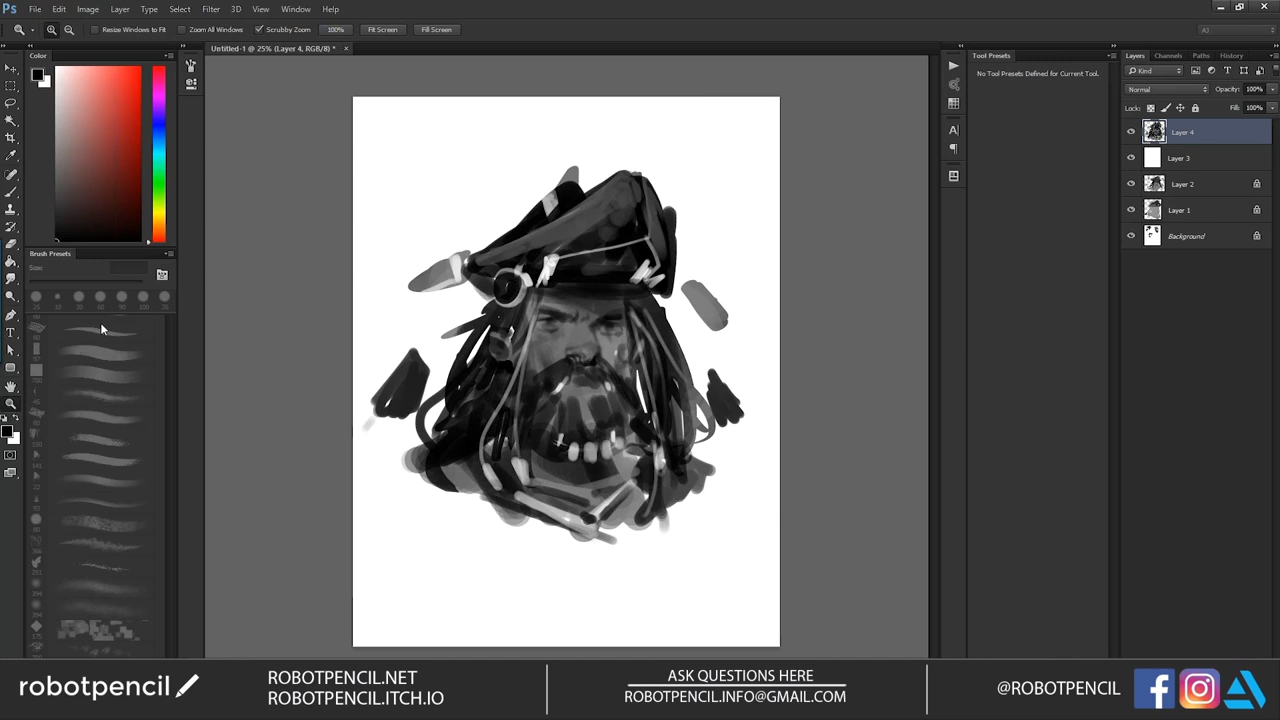 Ps File Edit Image Layer Type Select Filter 3D View Window Help
Resize Windows to Fit Zoom All Windows Scrubby Zoom 100% Fit Screen Fill Screen AJ
Color
Untitled-1 @ 25% (Layer 4, RGB/8) * ×
Tool Presets
No Tool Presets Defined for Current Tool.
Layers Channels Paths History
Kind
Normal Opacity: 100%
Lock: Fill: 100%
Layer 4
Layer 3
Layer 2
Layer 1
Background
Brush Presets
Size:
robotpencil
ROBOTPENCIL.NET
ROBOTPENCIL.ITCH.IO
ASK QUESTIONS HERE
ROBOTPENCIL.INFO@GMAIL.COM
@ROBOTPENCIL